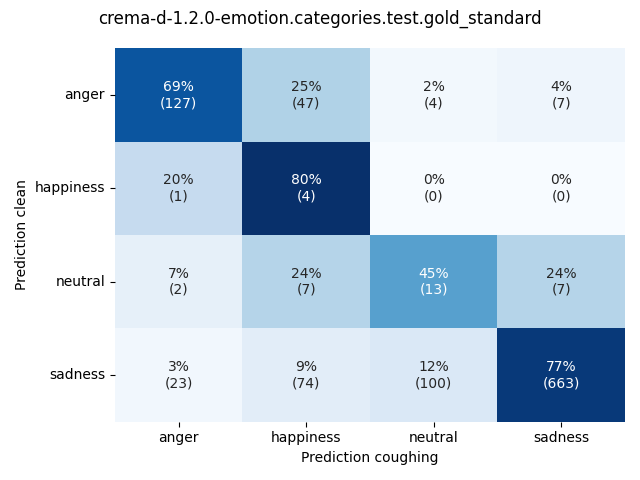 crema-d-1.2.0-emotion.categories.test.gold_standard
Prediction clean
anger
69% 25% 2% 4%
(127) (47) (4) (7)
happiness
20% 80% 0% 0%
(1) (4) (0) (0)
neutral
7% 24% 45% 24%
(2) (7) (13) (7)
sadness
3% 9% 12% 77%
(23) (74) (100) (663)
anger happiness neutral sadness
Prediction coughing